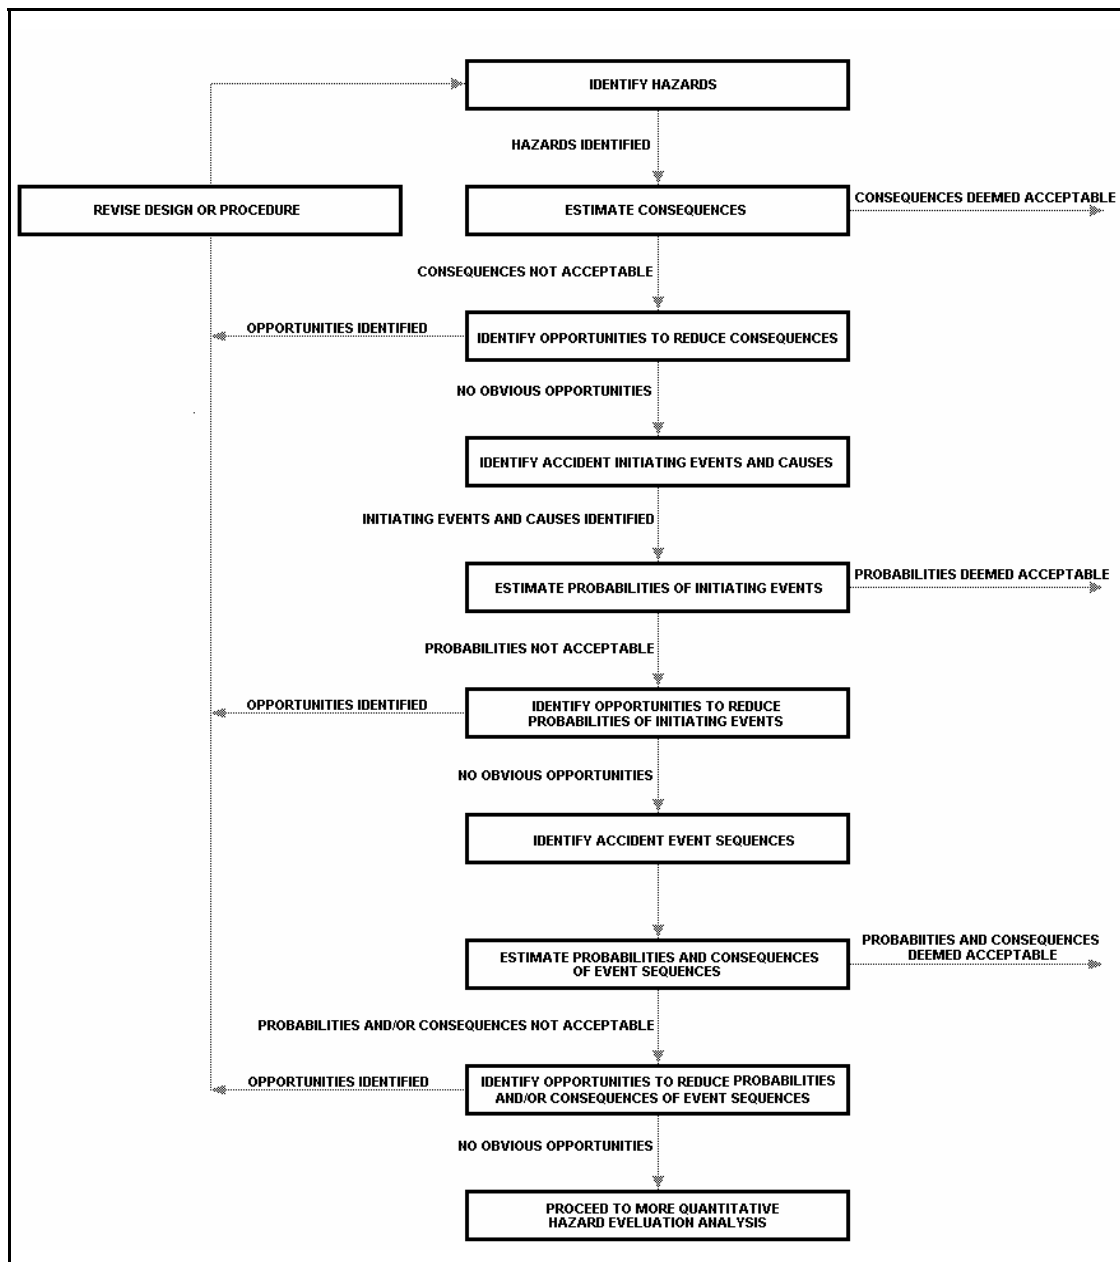 IDENTIFY HAZARDS
HAZARDS IDENTIFIED
REVISE DESIGN OR PROCEDURE
ESTIMATE CONSEQUENCES
CONSEQUENCES DEEMED ACCEPTABLE
CONSEQUENCES NOT ACCEPTABLE
OPPORTUNITIES IDENTIFIED
IDENTIFY OPPORTUNITIES TO REDUCE CONSEQUENCES
NO OBVIOUS OPPORTUNITIES
IDENTIFY ACCIDENT INITIATING EVENTS AND CAUSES
INITIATING EVENTS AND CAUSES IDENTIFIED
ESTIMATE PROBABILITIES OF INITIATING EVENTS
PROBABILITIES DEEMED ACCEPTABLE
PROBABILITIES NOT ACCEPTABLE
OPPORTUNITIES IDENTIFIED
IDENTIFY OPPORTUNITIES TO REDUCE
PROBABILITIES OF INITIATING EVENTS
NO OBVIOUS OPPORTUNITIES
IDENTIFY ACCIDENT EVENT SEQUENCES
ESTIMATE PROBABILITIES AND CONSEQUENCES
OF EVENT SEQUENCES
PROBABIITIES AND CONSEQUENCES
DEEMED ACCEPTABLE
PROBABILITIES AND/OR CONSEQUENCES NOT ACCEPTABLE
OPPORTUNITIES IDENTIFIED
IDENTIFY OPPORTUNITIES TO REDUCE PROBABILITIES
AND/OR CONSEQUENCES OF EVENT SEQUENCES
NO OBVIOUS OPPORTUNITIES
PROCEED TO MORE QUANTITATIVE
HAZARD EVELUATION ANALYSIS